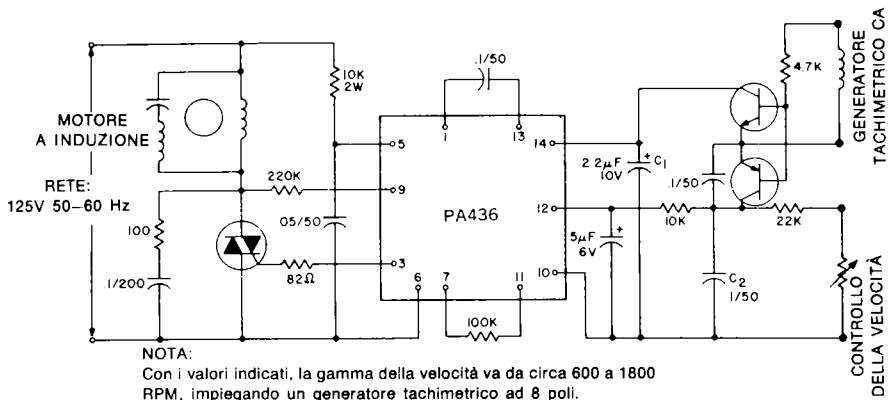 MOTORE
A INDUZIONE
RETE:
125V 50–60 Hz
100
.1/200
220K
82Ω
10K
2W
05/50
.1/50
1
13
5
9
3
PA436
14
12
10
6
7
11
100K
2 2µF
10V
C1
5µF
6V
10K
.1/50
4.7K
22K
C2
1/50
GENERATORE
TACHIMETRICO CA
CONTROLLO
DELLA VELOCITÀ
NOTA:
Con i valori indicati, la gamma della velocità va da circa 600 a 1800
RPM, impiegando un generatore tachimetrico ad 8 poli.